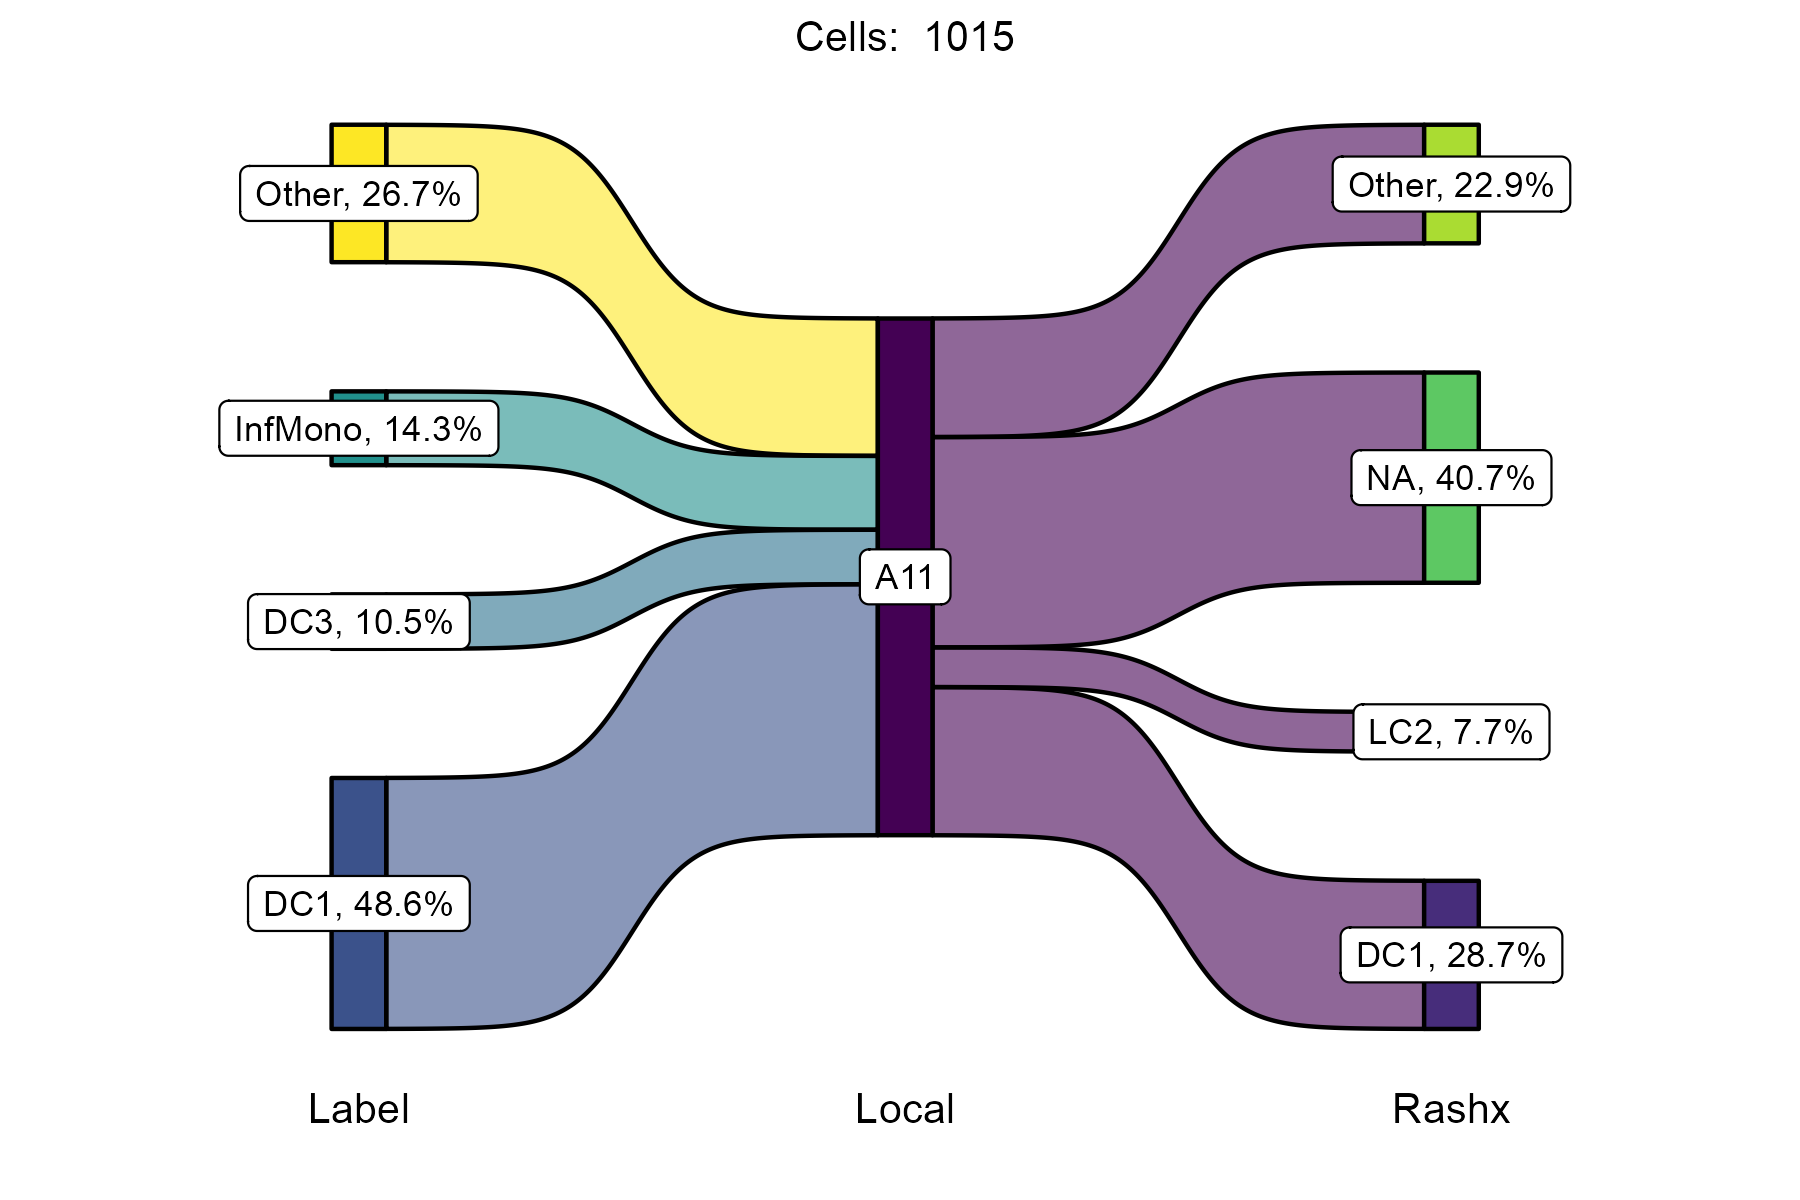 Cells: 1015
Other, 26.7%
InfMono, 14.3%
DC3, 10.5%
DC1, 48.6%
A11
Other, 22.9%
NA, 40.7%
LC2, 7.7%
DC1, 28.7%
Label
Local
Rashx